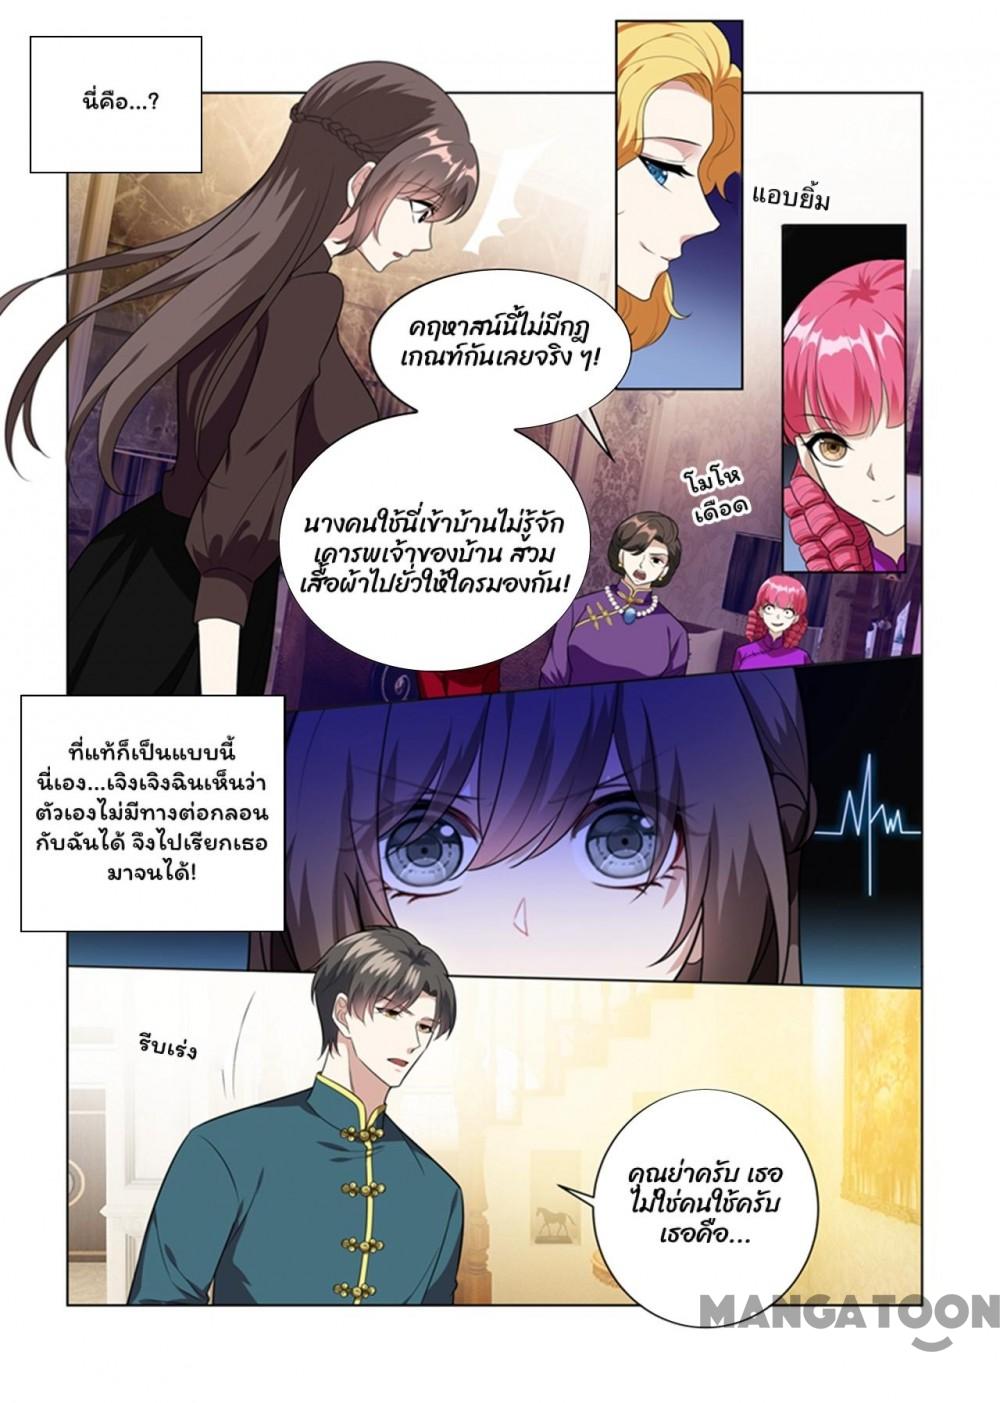 นี่คือ...?
แอบยิ้ม
คฤหาสน์นี้ไม่มีกฎ
เกณฑ์กันเลยจริง ๆ!
โมโห
เดือด
นางคนใช้นี่เข้าบ้านไม่รู้จัก
เคารพเจ้าของบ้าน สวม
เสื้อผ้าไปยั่วให้ใครมองกัน!
ที่แท้ก็เป็นแบบนี้
นี่เอง...เจิงเจิงฉินเห็นว่า
ตัวเองไม่มีทางต่อกลอน
กับฉันได้ จึงไปเรียกเธอ
มาจนได้!
รีบเร่ง
คุณย่าครับ เธอ
ไม่ใช่คนใช้ครับ
เธอคือ...
MANGATOON